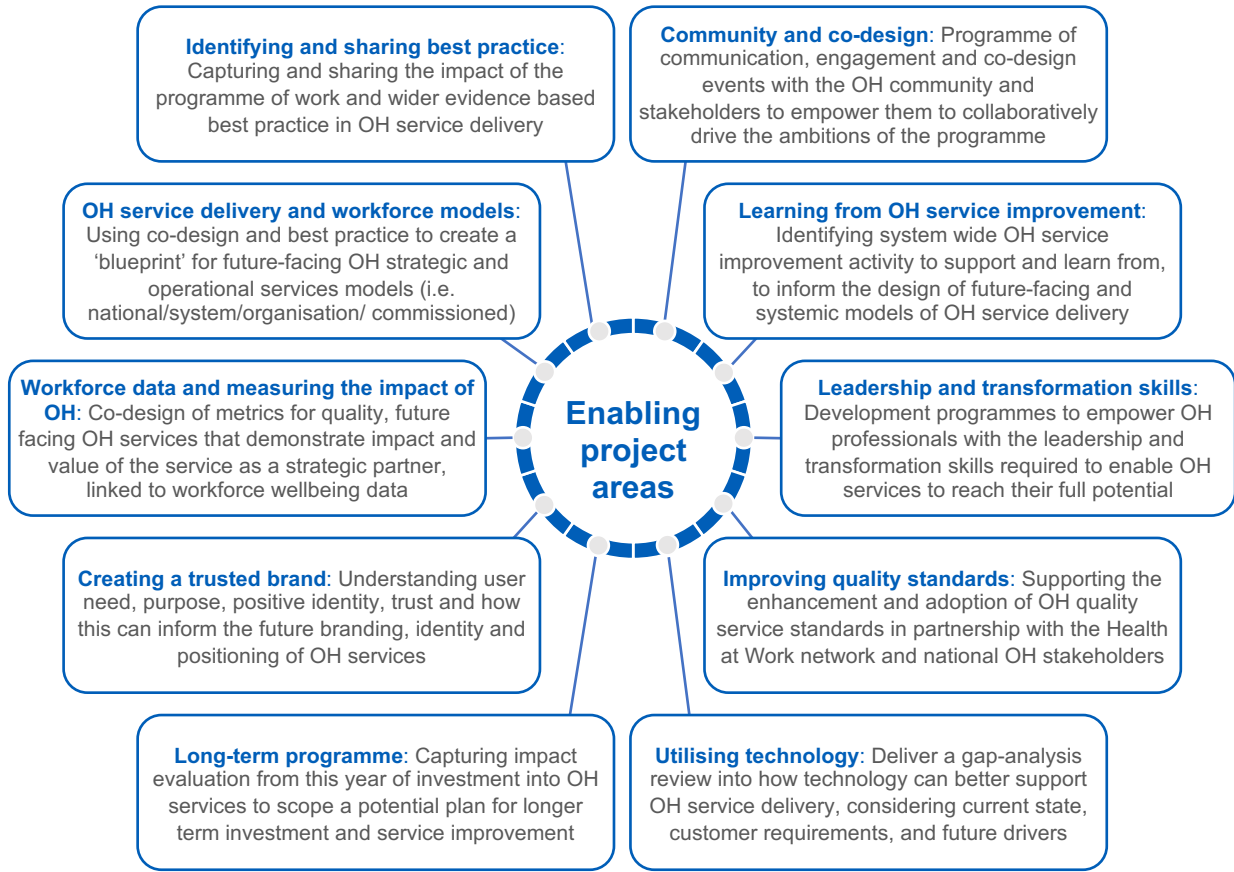 Identifying and sharing best practice:
Capturing and sharing the impact of the
programme of work and wider evidence based
best practice in OH service delivery
Community and co-design: Programme of
communication, engagement and co-design
events with the OH community and
stakeholders to empower them to collaboratively
drive the ambitions of the programme
OH service delivery and workforce models:
Using co-design and best practice to create a
‘blueprint’ for future-facing OH strategic and
operational services models (i.e.
national/system/organisation/ commissioned)
Learning from OH service improvement:
Identifying system wide OH service
improvement activity to support and learn from,
to inform the design of future-facing and
systemic models of OH service delivery
Workforce data and measuring the impact of
OH: Co-design of metrics for quality, future
facing OH services that demonstrate impact and
value of the service as a strategic partner,
linked to workforce wellbeing data
Enabling
project
areas
Leadership and transformation skills:
Development programmes to empower OH
professionals with the leadership and
transformation skills required to enable OH
services to reach their full potential
Creating a trusted brand: Understanding user
need, purpose, positive identity, trust and how
this can inform the future branding, identity and
positioning of OH services
Improving quality standards: Supporting the
enhancement and adoption of OH quality
service standards in partnership with the Health
at Work network and national OH stakeholders
Long-term programme: Capturing impact
evaluation from this year of investment into OH
services to scope a potential plan for longer
term investment and service improvement
Utilising technology: Deliver a gap-analysis
review into how technology can better support
OH service delivery, considering current state,
customer requirements, and future drivers